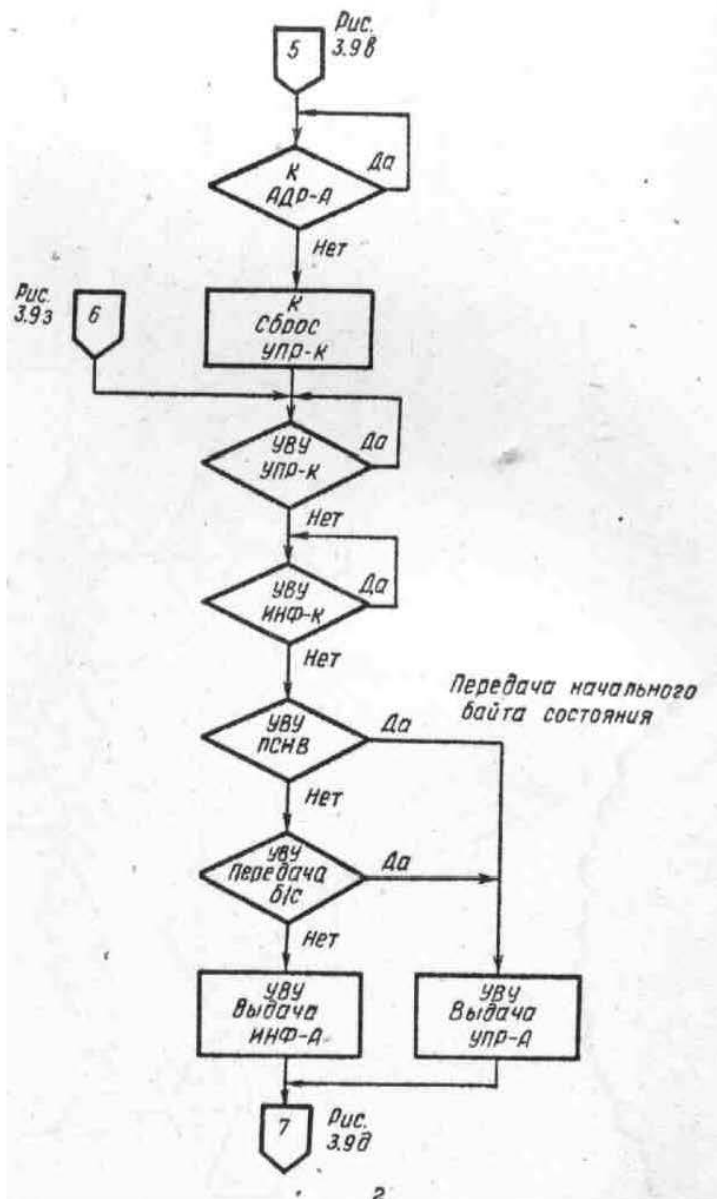 5
Рис.
3.9в
К
АДР-А
Да
Нет
К
Сброс
УПР-К
Рис.
3.9з
6
УВУ
УПР-К
Да
Нет
УВУ
ИНФ-К
Да
Нет
Передача начального
байта состояния
УВУ
ПСНВ
Да
Нет
УВУ
Передача
б/с
Да
Нет
УВУ
Выдача
ИНФ-А
УВУ
Выдача
УПР-А
7
Рис.
3.9д
2